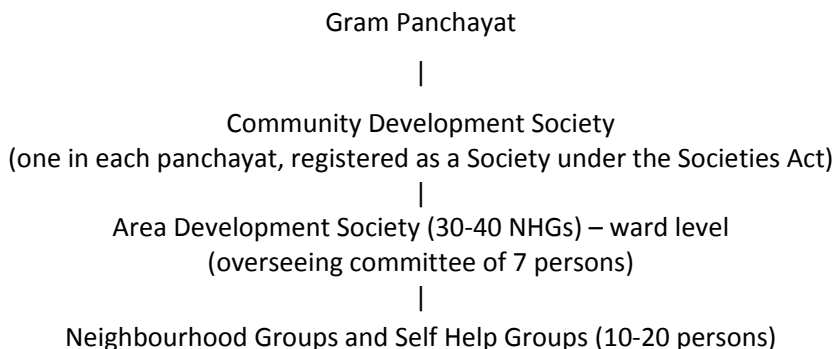 Gram Panchayat
|
Community Development Society
(one in each panchayat, registered as a Society under the Societies Act)
|
Area Development Society (30-40 NHGs) – ward level
(overseeing committee of 7 persons)
|
Neighbourhood Groups and Self Help Groups (10-20 persons)